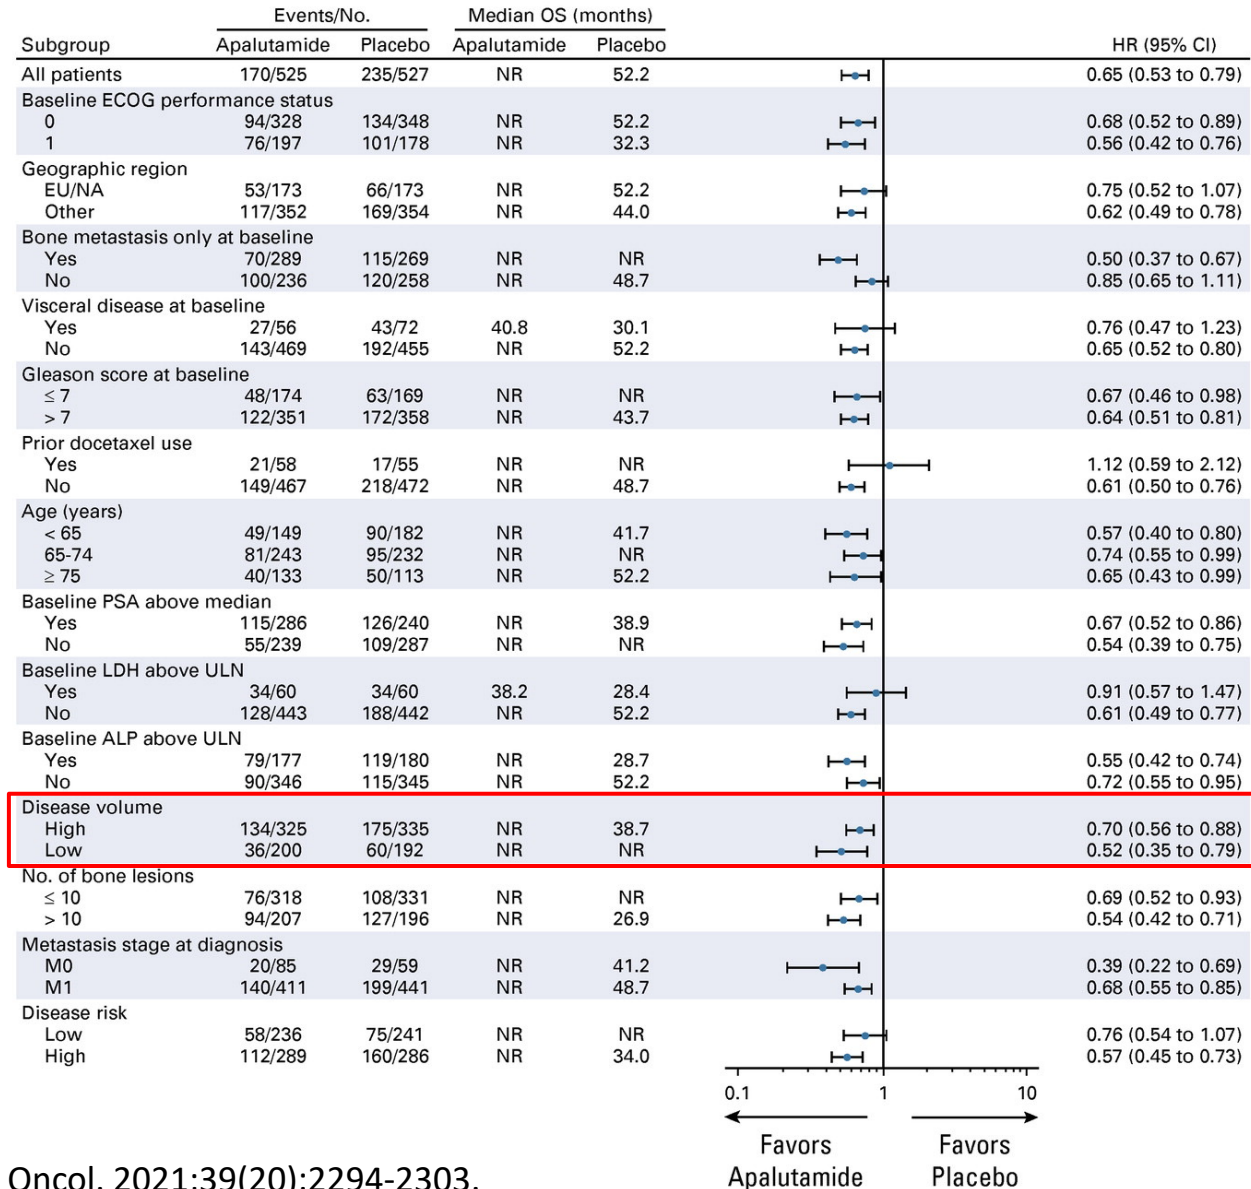 Events/No. Median OS (months)
Subgroup Apalutamide Placebo Apalutamide Placebo HR (95% CI)
All patients 170/525 235/527 NR 52.2 0.65 (0.53 to 0.79)
Baseline ECOG performance status
0 94/328 134/348 NR 52.2 0.68 (0.52 to 0.89)
1 76/197 101/178 NR 32.3 0.56 (0.42 to 0.76)
Geographic region
EU/NA 53/173 66/173 NR 52.2 0.75 (0.52 to 1.07)
Other 117/352 169/354 NR 44.0 0.62 (0.49 to 0.78)
Bone metastasis only at baseline
Yes 70/289 115/269 NR NR 0.50 (0.37 to 0.67)
No 100/236 120/258 NR 48.7 0.85 (0.65 to 1.11)
Visceral disease at baseline
Yes 27/56 43/72 40.8 30.1 0.76 (0.47 to 1.23)
No 143/469 192/455 NR 52.2 0.65 (0.52 to 0.80)
Gleason score at baseline
≤ 7 48/174 63/169 NR NR 0.67 (0.46 to 0.98)
> 7 122/351 172/358 NR 43.7 0.64 (0.51 to 0.81)
Prior docetaxel use
Yes 21/58 17/55 NR NR 1.12 (0.59 to 2.12)
No 149/467 218/472 NR 48.7 0.61 (0.50 to 0.76)
Age (years)
< 65 49/149 90/182 NR 41.7 0.57 (0.40 to 0.80)
65-74 81/243 95/232 NR NR 0.74 (0.55 to 0.99)
≥ 75 40/133 50/113 NR 52.2 0.65 (0.43 to 0.99)
Baseline PSA above median
Yes 115/286 126/240 NR 38.9 0.67 (0.52 to 0.86)
No 55/239 109/287 NR NR 0.54 (0.39 to 0.75)
Baseline LDH above ULN
Yes 34/60 34/60 38.2 28.4 0.91 (0.57 to 1.47)
No 128/443 188/442 NR 52.2 0.61 (0.49 to 0.77)
Baseline ALP above ULN
Yes 79/177 119/180 NR 28.7 0.55 (0.42 to 0.74)
No 90/346 115/345 NR 52.2 0.72 (0.55 to 0.95)
Disease volume
High 134/325 175/335 NR 38.7 0.70 (0.56 to 0.88)
Low 36/200 60/192 NR NR 0.52 (0.35 to 0.79)
No. of bone lesions
≤ 10 76/318 108/331 NR NR 0.69 (0.52 to 0.93)
> 10 94/207 127/196 NR 26.9 0.54 (0.42 to 0.71)
Metastasis stage at diagnosis
M0 20/85 29/59 NR 41.2 0.39 (0.22 to 0.69)
M1 140/411 199/441 NR 48.7 0.68 (0.55 to 0.85)
Disease risk
Low 58/236 75/241 NR NR 0.76 (0.54 to 1.07)
High 112/289 160/286 NR 34.0 0.57 (0.45 to 0.73)
0.1 1 10
Favors Favors
Apalutamide Placebo
Oncol. 2021;39(20):2294-2303.